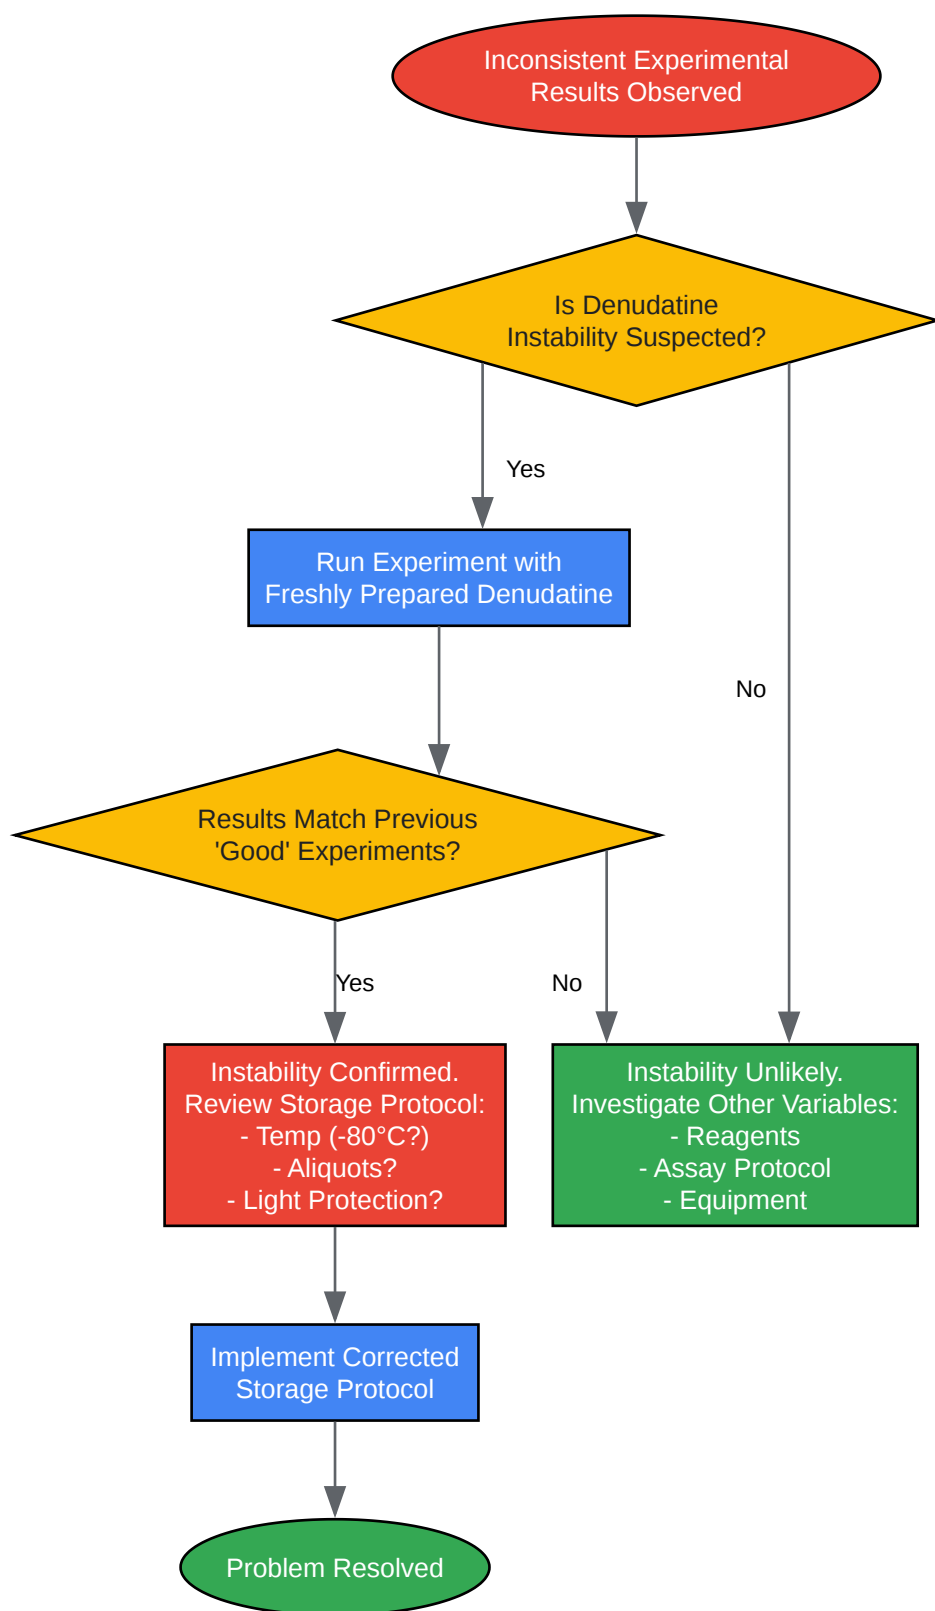 Inconsistent Experimental
Results Observed
Is Denudatine
Instability Suspected?
Yes
Run Experiment with
Freshly Prepared Denudatine
No
Results Match Previous
'Good' Experiments?
Yes
No
Instability Confirmed.
Review Storage Protocol:
- Temp (-80°C?)
- Aliquots?
- Light Protection?
Instability Unlikely.
Investigate Other Variables:
- Reagents
- Assay Protocol
- Equipment
Implement Corrected
Storage Protocol
Problem Resolved